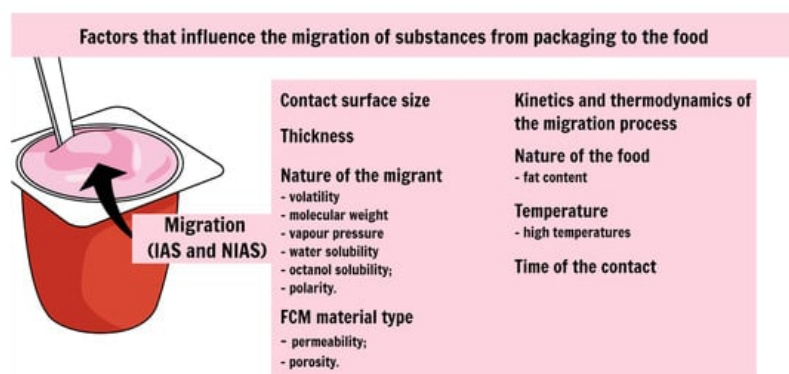 Factors that influence the migration of substances from packaging to the food
Migration
(IAS and NIAS)
Contact surface size
Thickness
Nature of the migrant
- volatility
- molecular weight
- vapour pressure
- water solubility
- octanol solubility;
- polarity.
FCM material type
- permeability;
- porosity.
Kinetics and thermodynamics of
the migration process
Nature of the food
- fat content
Temperature
- high temperatures
Time of the contact